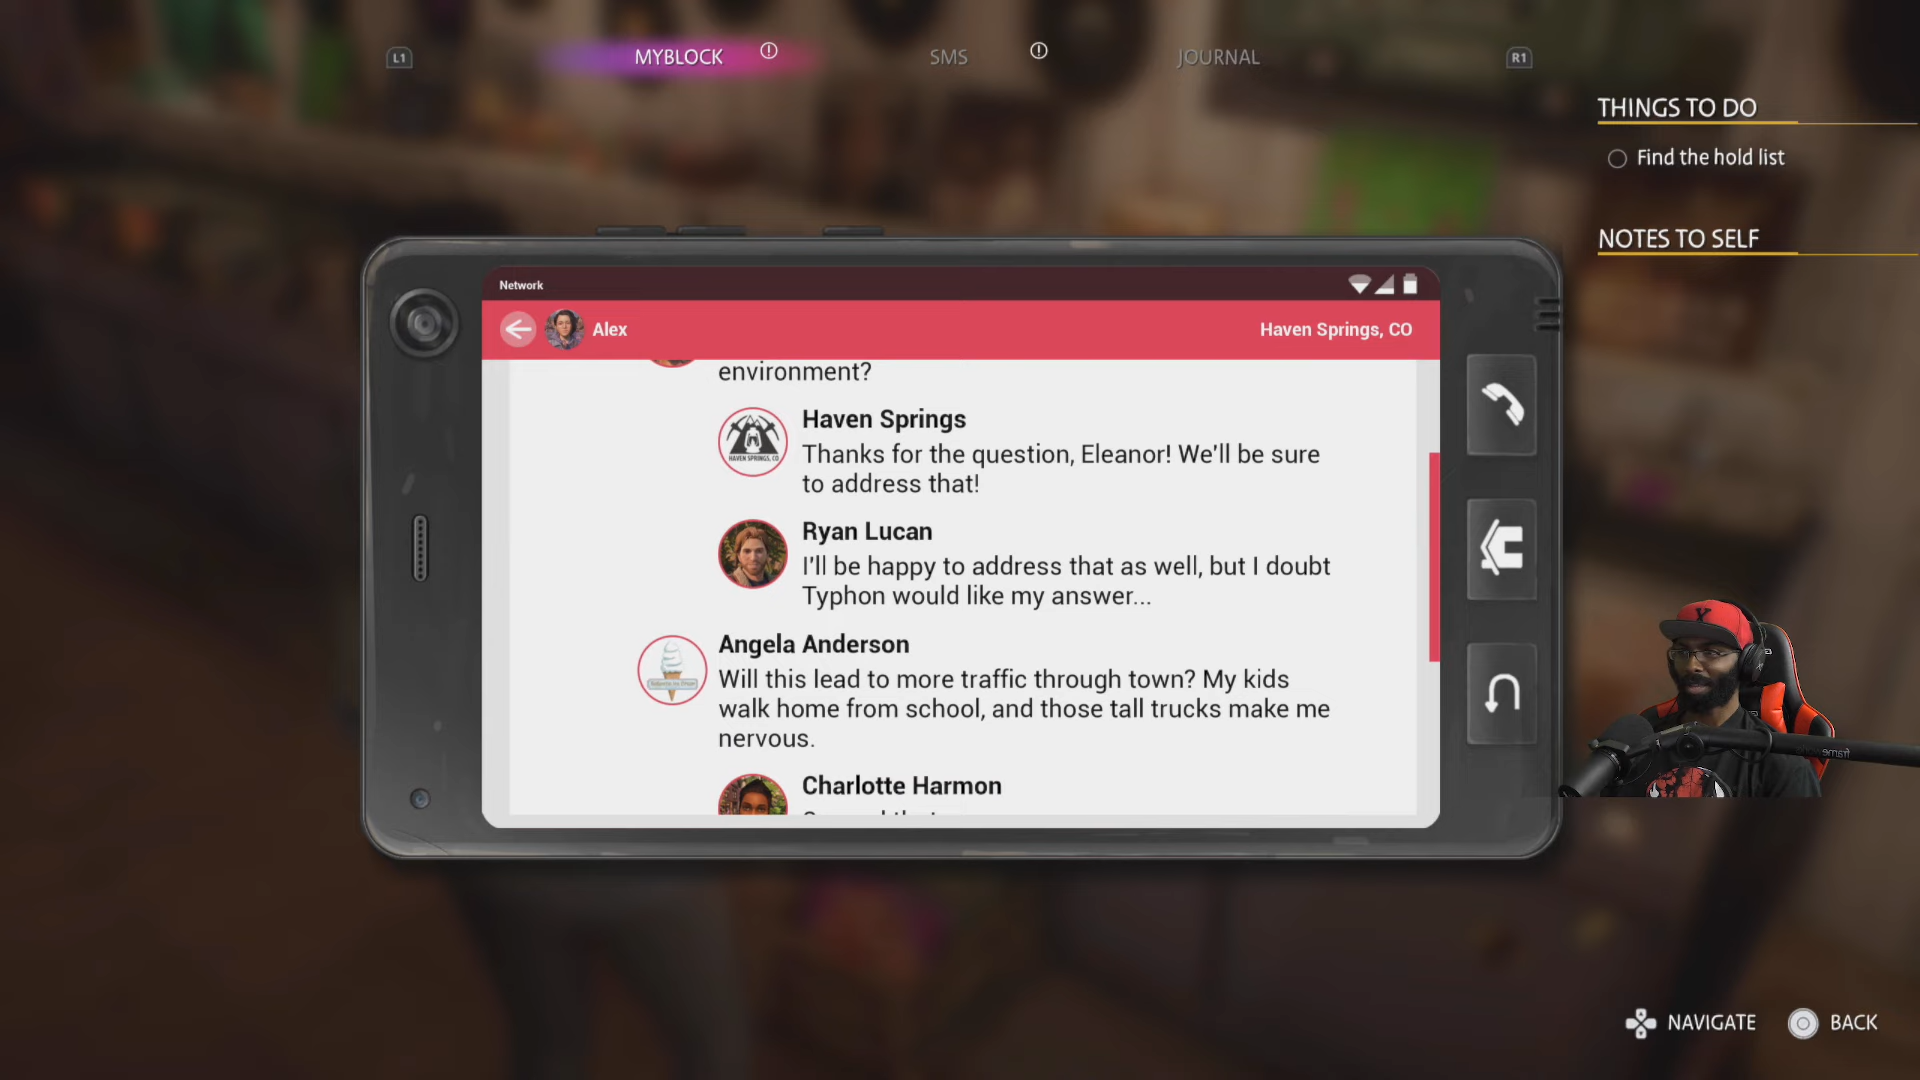 L1
MYBLOCK
SMS
JOURNAL
R1
THINGS TO DO
Find the hold list
NOTES TO SELF
Network
Alex
Haven Springs, CO
environment?
Haven Springs
Thanks for the question, Eleanor! We'll be sure
to address that!
HAVEN SPRINGS, CO
Ryan Lucan
I'll be happy to address that as well, but I doubt
Typhon would like my answer...
Angela Anderson
Will this lead to more traffic through town? My kids
walk home from school, and those tall trucks make me
nervous.
Charlotte Harmon
NAVIGATE
BACK